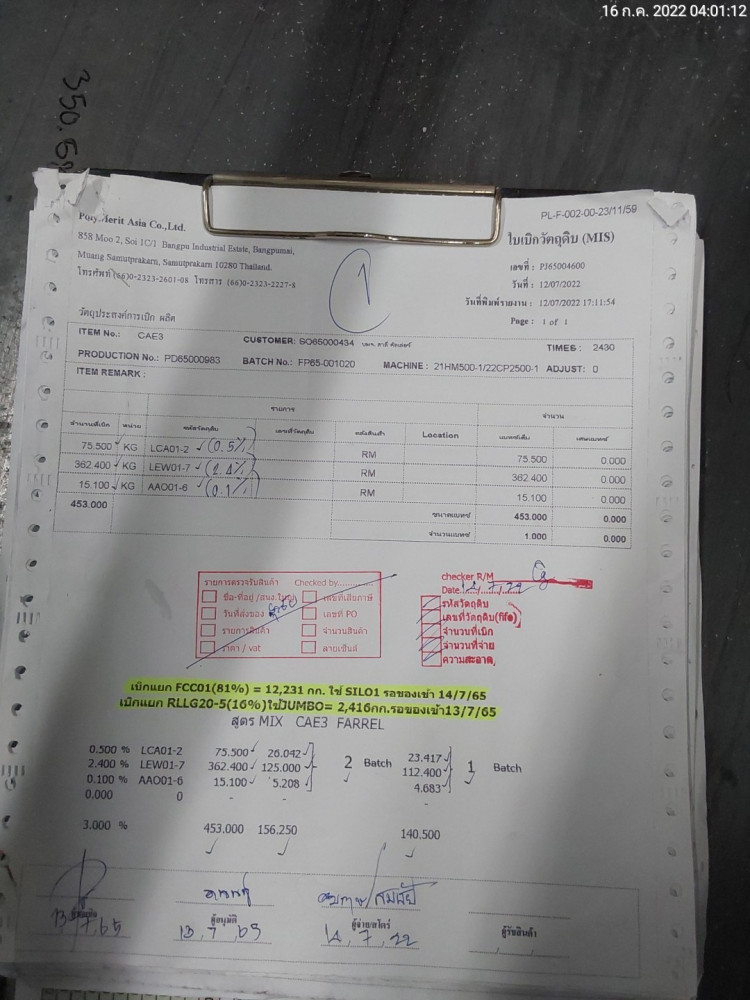 16 ก.ค. 2022 04:01:12
350.6
PL-F-002-00-23/11/59
PolyMerit Asia Co.,Ltd.
ใบเบิกวัตถุดิบ (MIS)
858 Moo 2, Soi 1C/1 Bangpu Industrial Estate, Bangpumai,
Muang Samutprakarn, Samutprakarn 10280 Thailand.
โทรศัพท์ (66)0-2323-2601-08 โทรสาร (66)0-2323-2227-8
เลขที่ : PJ65004600
วันที่ : 12/07/2022
วันที่พิมพ์รายงาน : 12/07/2022 17:11:54
Page : 1 of 1
1
วัตถุประสงค์การเบิก ผลิต
ITEM No.: CAE3 CUSTOMER: SO65000434 TIMES : 2430
PRODUCTION No.: PD65000983 BATCH No.: FP65-001020 MACHINE : 21HM500-1/22CP2500-1 ADJUST: 0
ITEM REMARK :
รายการ จำนวน
จำนวนที่เบิก หน่วย รหัสวัตถุดิบ เลขที่วัตถุดิบ คลังสินค้า Location แบทช์เต็ม เศษแบทช์
75.500 KG LCA01-2 (0.5%) RM 75.500 0.000
362.400 KG LEW01-7 (2.4%) RM 362.400 0.000
15.100 KG AAO01-6 (0.1%) RM 15.100 0.000
453.000 ขนาดแบทช์ 453.000 0.000
จำนวนแบทช์ 1.000 0.000
รายการตรวจรับสินค้า Checked by
ชื่อ-ที่อยู่ /สนง.ใหญ่ เลขที่เสียภาษี
วันที่ส่งของ เลขที่ PO
รายการสินค้า จำนวนสินค้า
ราคา / vat ลายเซ็นต์
checker R/M
Date 12/7/22
รหัสวัตถุดิบ
เลขที่วัตถุดิบ(fifo)
จำนวนที่เบิก
จำนวนที่จ่าย
ความสะอาด
เบิกแยก FCC01(81%) = 12,231 กก. ใช้ SILO1 รอของเข้า 14/7/65
เบิกแยก RLLG20-5(16%)ใช้JUMBO= 2,416กก.รอของเข้า13/7/65
สูตร MIX CAE3 FARREL
0.500 % LCA01-2 75.500 26.042 2 Batch 23.417 1 Batch
2.400 % LEW01-7 362.400 125.000 112.400
0.100 % AAO01-6 15.100 5.208 4.683
0.000 0 - - -
3.000 % 453.000 156.250 140.500
ผู้อนุมัติ ผู้จ่าย/สโตร์ ผู้รับสินค้า
13,7,65 13,7,65 14,7,22